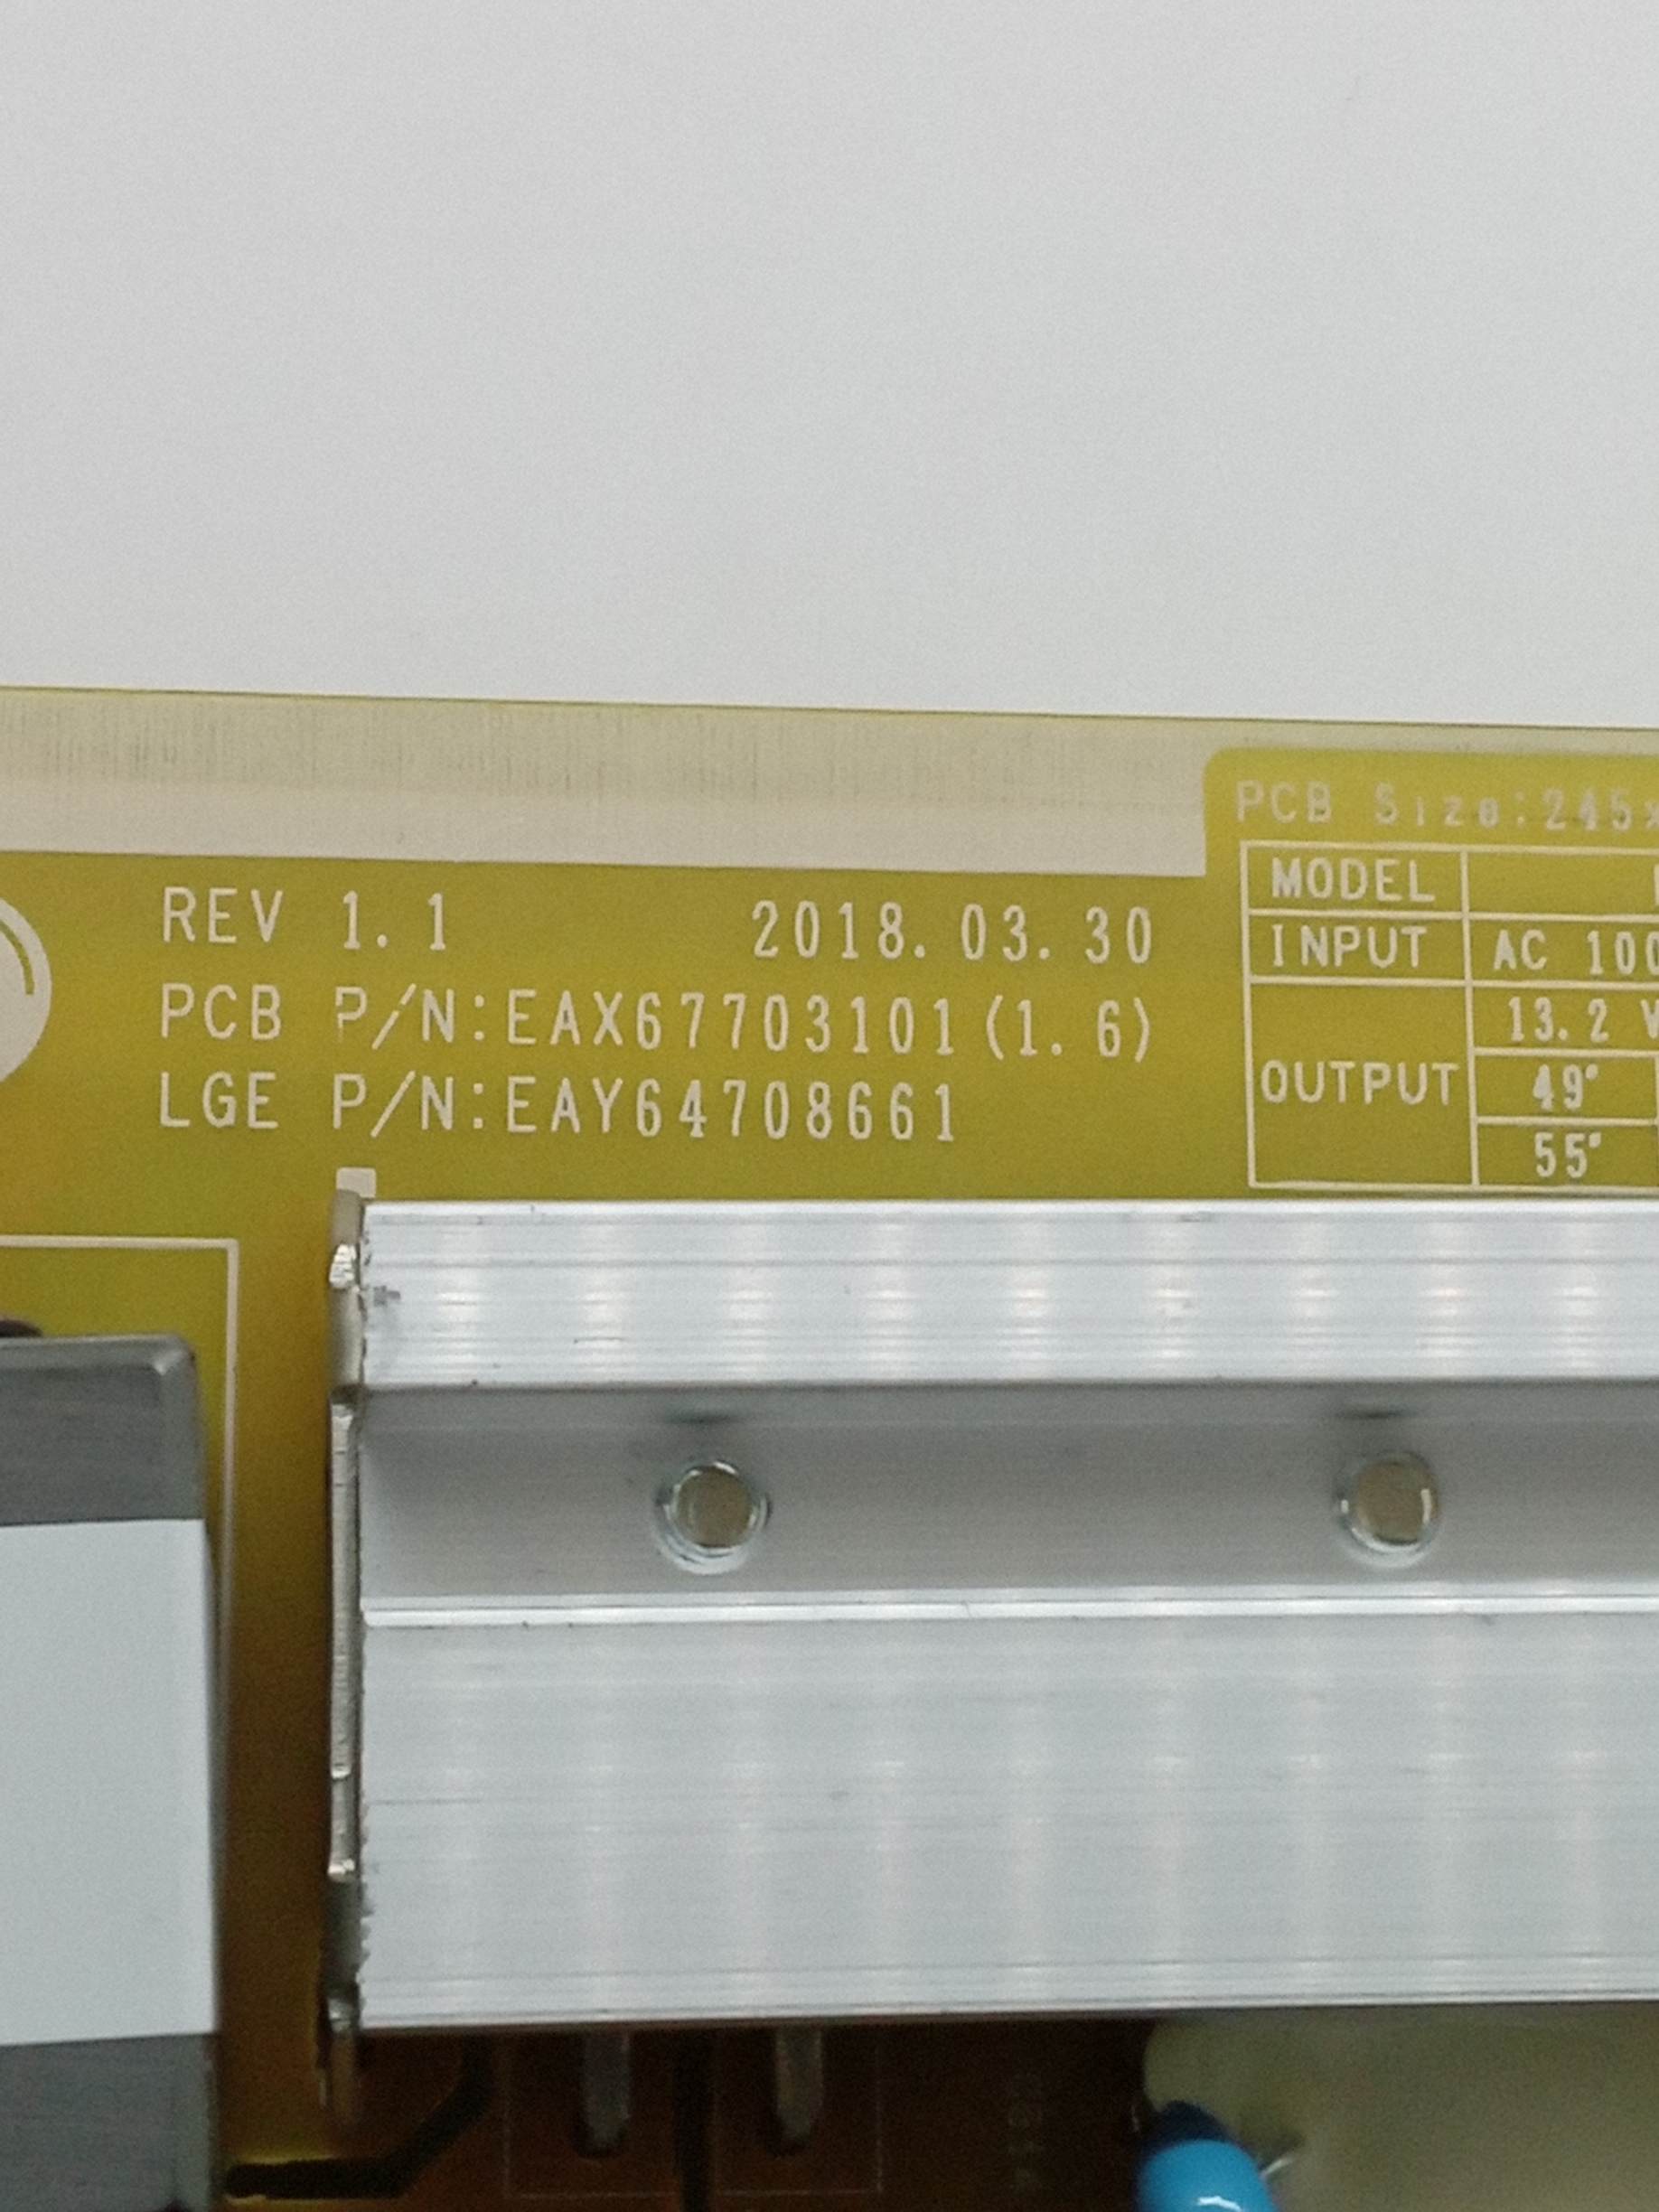 REV 1.1 2018.03.30
PCB P/N:EAX67703101(1.6)
LGE P/N:EAY64708661
PCB Size:245x
MODEL
INPUT AC 100
OUTPUT 13.2 V
49"
55"